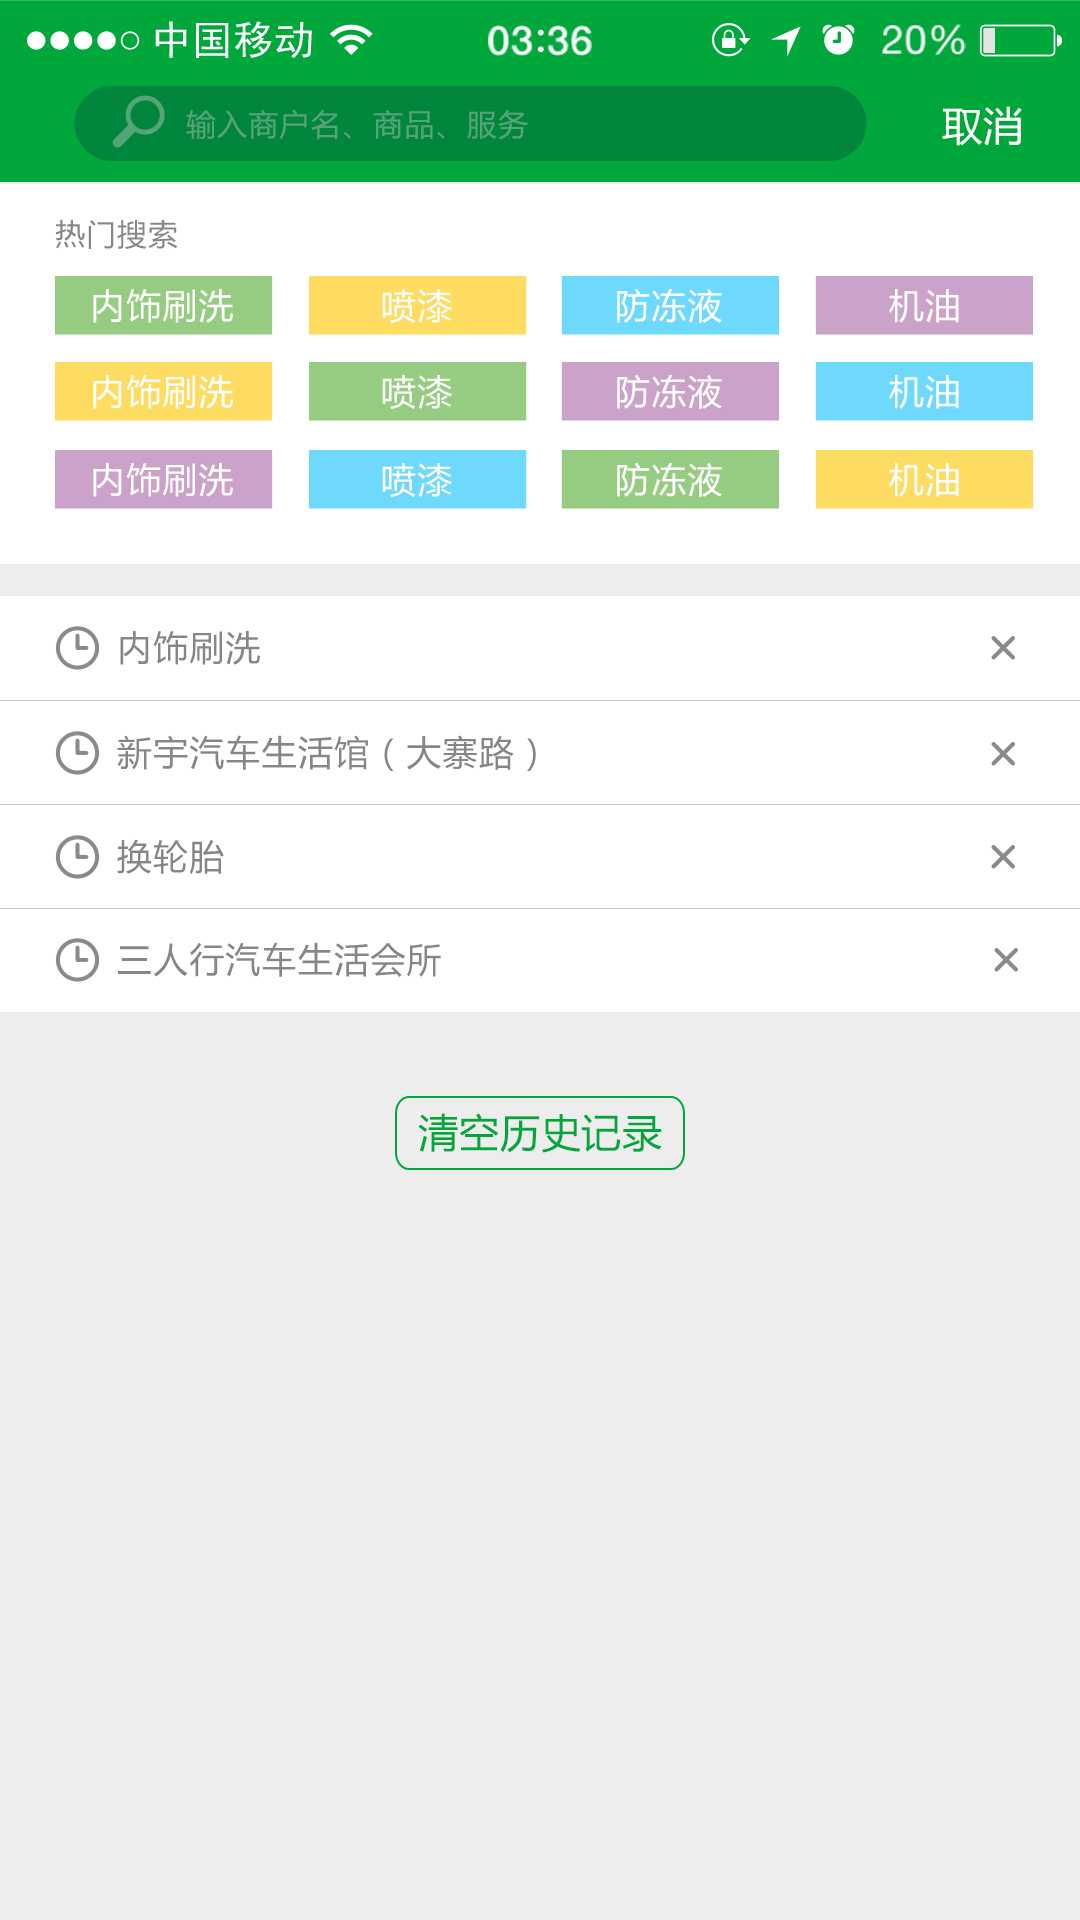 中国移动 03:36 20%
输入商户名、商品、服务 取消
热门搜索
内饰刷洗 喷漆 防冻液 机油
内饰刷洗 喷漆 防冻液 机油
内饰刷洗 喷漆 防冻液 机油
内饰刷洗
新宇汽车生活馆（大寨路）
换轮胎
三人行汽车生活会所
清空历史记录